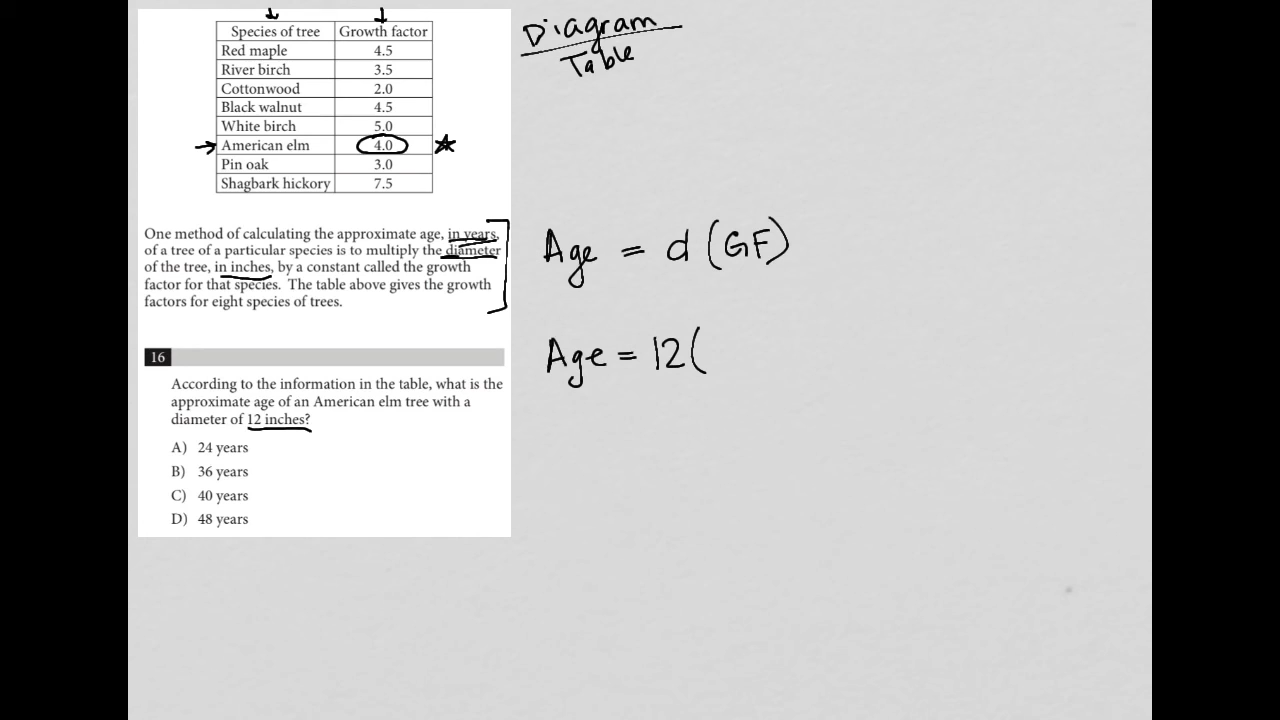 Species of tree Growth factor
Red maple 4.5
River birch 3.5
Cottonwood 2.0
Black walnut 4.5
White birch 5.0
American elm 4.0
Pin oak 3.0
Shagbark hickory 7.5
One method of calculating the approximate age, in years,
of a tree of a particular species is to multiply the diameter
of the tree, in inches, by a constant called the growth
factor for that species. The table above gives the growth
factors for eight species of trees.
16
According to the information in the table, what is the
approximate age of an American elm tree with a
diameter of 12 inches?
A) 24 years
B) 36 years
C) 40 years
D) 48 years
Diagram
Table
Age = d (GF)
Age = 12(